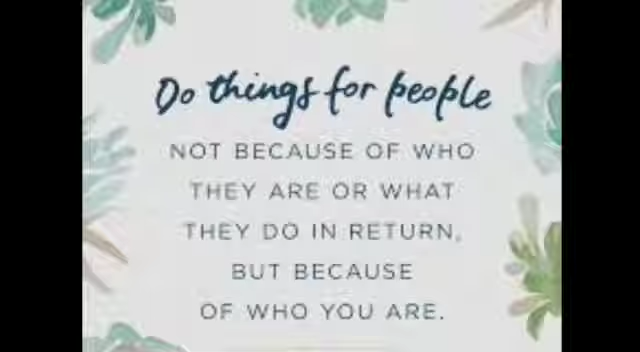 Do things for people
NOT BECAUSE OF WHO
THEY ARE OR WHAT
THEY DO IN RETURN,
BUT BECAUSE
OF WHO YOU ARE.